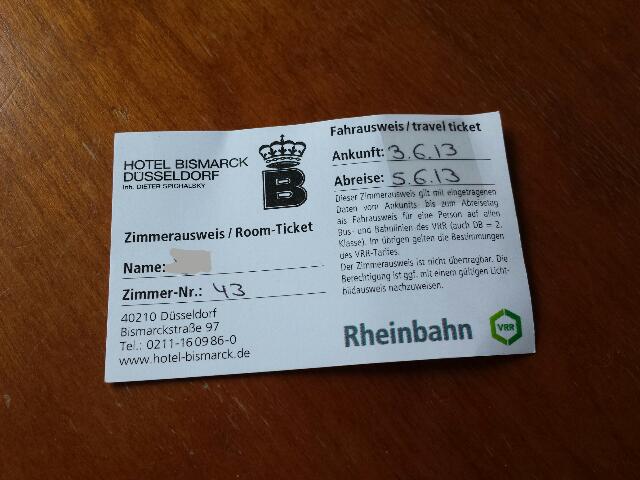 HOTEL BISMARCK
DÜSSELDORF
Inh. DIETER SPICHALSKY
B
Zimmerausweis / Room-Ticket
Name:
Zimmer-Nr.: 43
40210 Düsseldorf
Bismarckstraße 97
Tel.: 0211-160986-0
www.hotel-bismarck.de
Fahrausweis / travel ticket
Ankunft: 3.6.13
Abreise: 5.6.13
Dieser Zimmerausweis gilt mit eingetragenen
Daten vom Ankunfts- bis zum Abreisetag
als Fahrausweis für eine Person auf allen
Bus- und Bahnlinien des VRR (auch DB = 2.
Klasse). Im übrigen gelten die Bestimmungen
des VRR-Tarifes.
Der Zimmerausweis ist nicht übertragbar. Die
Berechtigung ist ggf. mit einem gültigen Licht-
bildausweis nachzuweisen.
Rheinbahn
VRR